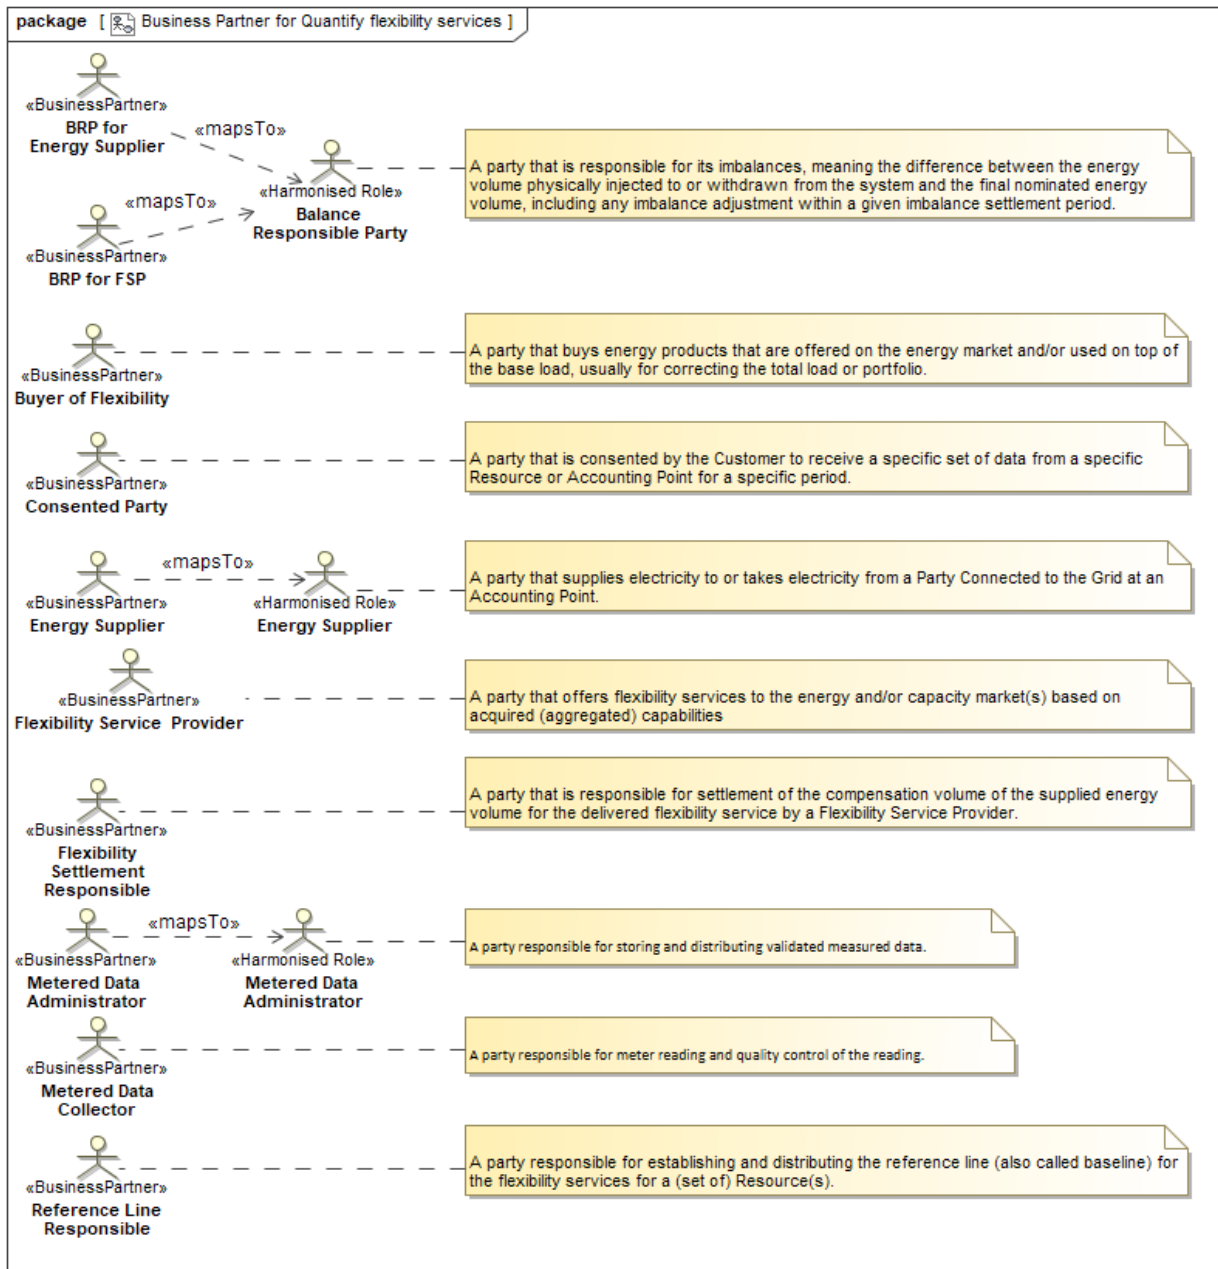 package [ Business Partner for Quantify flexibility services ]
«BusinessPartner»
BRP for
Energy Supplier
«mapsTo»
«Harmonised Role»
Balance
Responsible Party
A party that is responsible for its imbalances, meaning the difference between the energy
volume physically injected to or withdrawn from the system and the final nominated energy
volume, including any imbalance adjustment within a given imbalance settlement period.
«mapsTo»
«BusinessPartner»
BRP for FSP
«BusinessPartner»
Buyer of Flexibility
A party that buys energy products that are offered on the energy market and/or used on top of
the base load, usually for correcting the total load or portfolio.
«BusinessPartner»
Consented Party
A party that is consented by the Customer to receive a specific set of data from a specific
Resource or Accounting Point for a specific period.
«BusinessPartner»
Energy Supplier
«mapsTo»
«Harmonised Role»
Energy Supplier
A party that supplies electricity to or takes electricity from a Party Connected to the Grid at an
Accounting Point.
«BusinessPartner»
Flexibility Service Provider
A party that offers flexibility services to the energy and/or capacity market(s) based on
acquired (aggregated) capabilities
«BusinessPartner»
Flexibility
Settlement
Responsible
A party that is responsible for settlement of the compensation volume of the supplied energy
volume for the delivered flexibility service by a Flexibility Service Provider.
«BusinessPartner»
Metered Data
Administrator
«mapsTo»
«Harmonised Role»
Metered Data
Administrator
A party responsible for storing and distributing validated measured data.
«BusinessPartner»
Metered Data
Collector
A party responsible for meter reading and quality control of the reading.
«BusinessPartner»
Reference Line
Responsible
A party responsible for establishing and distributing the reference line (also called baseline) for
the flexibility services for a (set of) Resource(s).